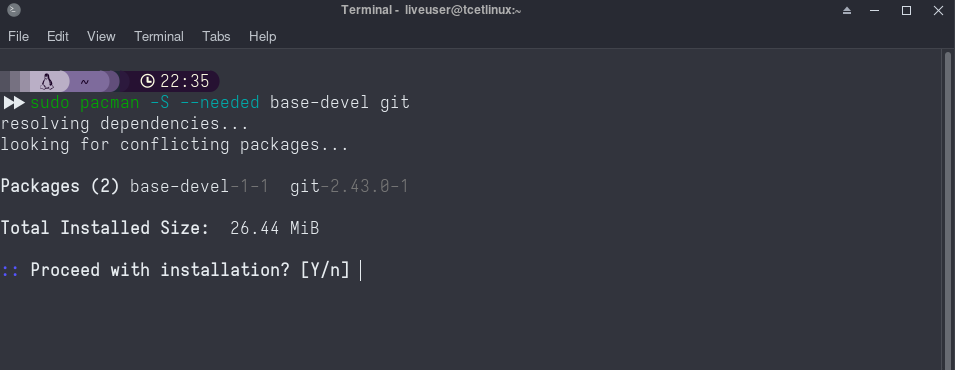 Terminal - liveuser@tcetlinux:~
File Edit View Terminal Tabs Help
~ 22:35
sudo pacman -S --needed base-devel git
resolving dependencies...
looking for conflicting packages...
Packages (2) base-devel-1-1 git-2.43.0-1
Total Installed Size: 26.44 MiB
:: Proceed with installation? [Y/n]